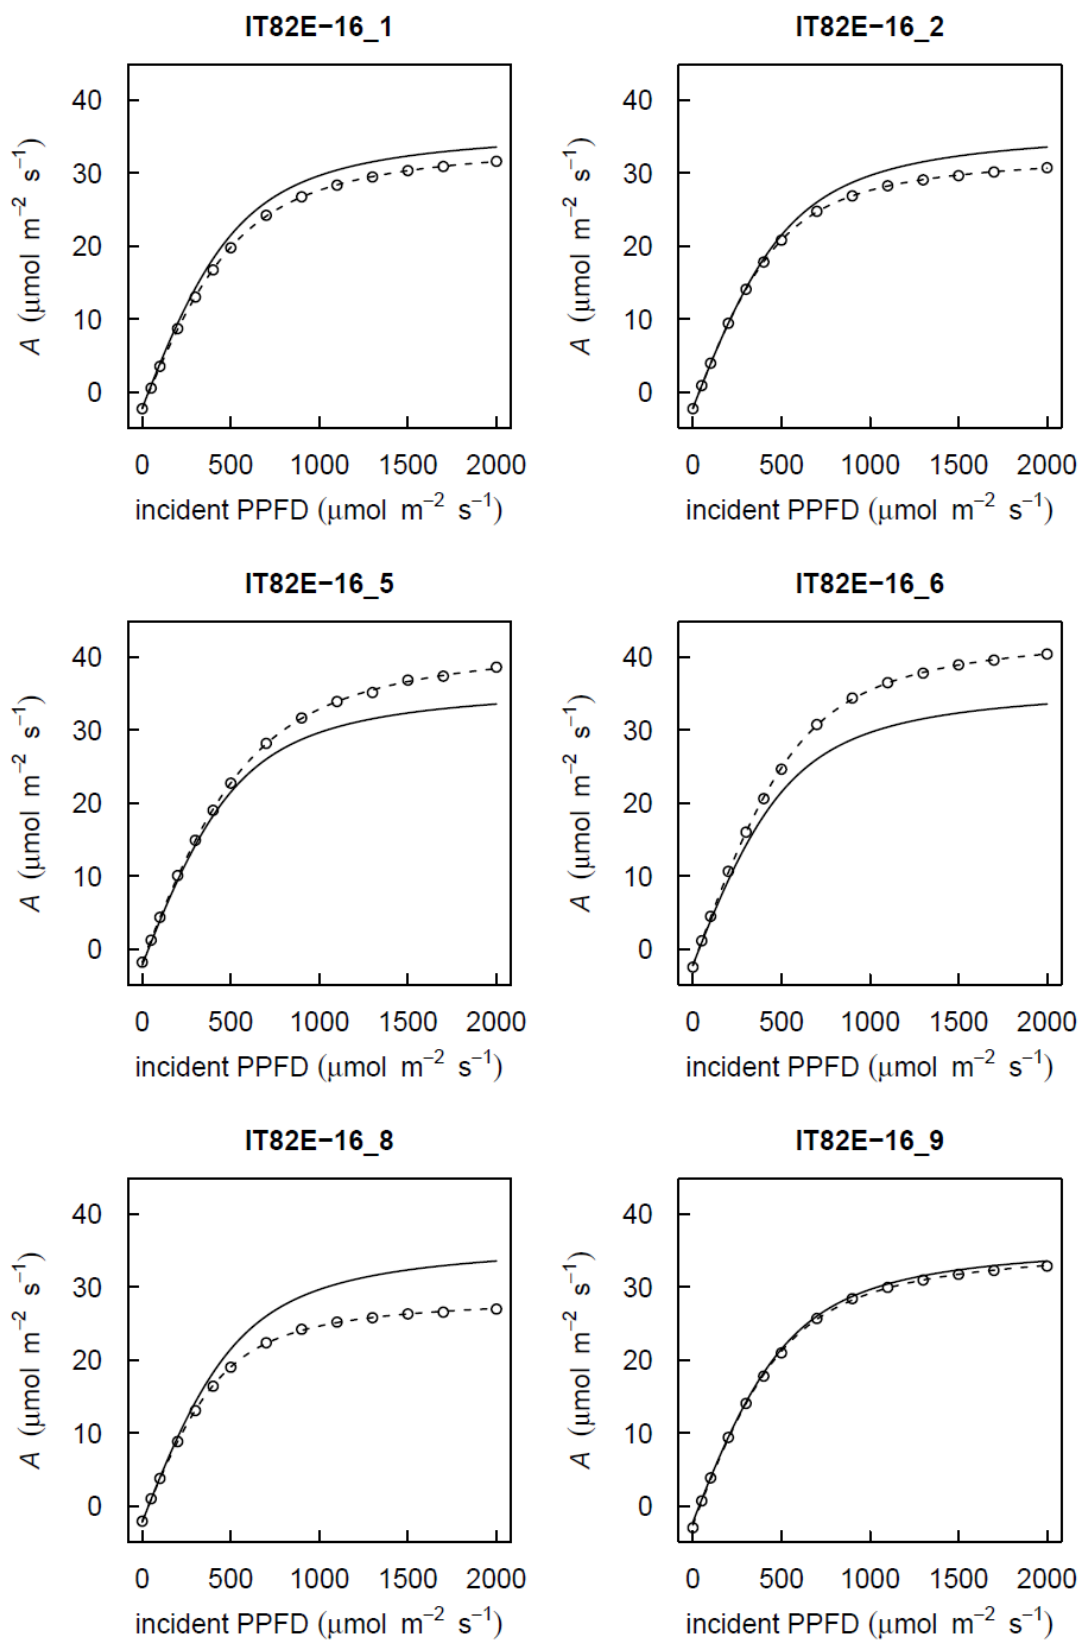 IT82E−16_1
IT82E−16_2
A (μmol m−2 s−1)
40
30
20
10
0
0 500 1000 1500 2000
incident PPFD (μmol m−2 s−1)
A (μmol m−2 s−1)
40
30
20
10
0
0 500 1000 1500 2000
incident PPFD (μmol m−2 s−1)
IT82E−16_5
IT82E−16_6
A (μmol m−2 s−1)
40
30
20
10
0
0 500 1000 1500 2000
incident PPFD (μmol m−2 s−1)
A (μmol m−2 s−1)
40
30
20
10
0
0 500 1000 1500 2000
incident PPFD (μmol m−2 s−1)
IT82E−16_8
IT82E−16_9
A (μmol m−2 s−1)
40
30
20
10
0
0 500 1000 1500 2000
incident PPFD (μmol m−2 s−1)
A (μmol m−2 s−1)
40
30
20
10
0
0 500 1000 1500 2000
incident PPFD (μmol m−2 s−1)